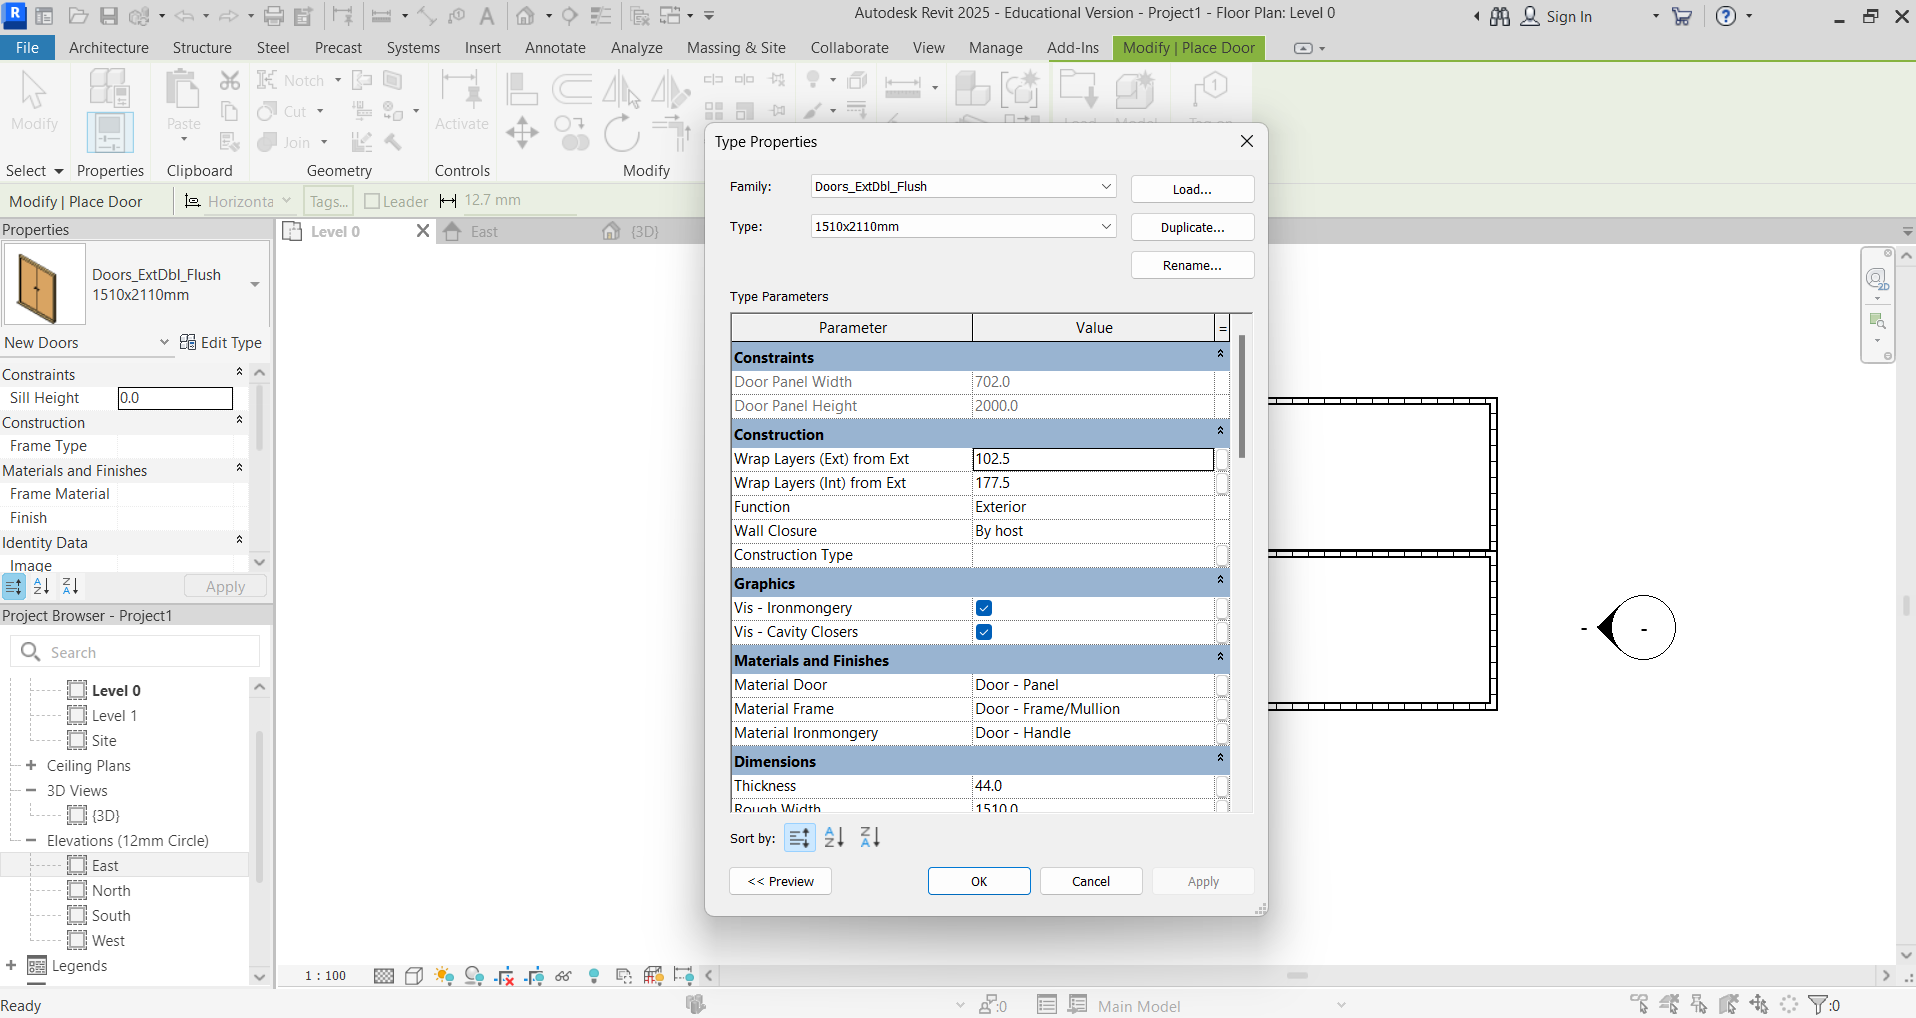 Autodesk Revit 2025 - Educational Version - Project1 - Floor Plan: Level 0
Sign In
File Architecture Structure Steel Precast Systems Insert Annotate Analyze Massing & Site Collaborate View Manage Add-Ins Modify | Place Door
Modify
Paste
Notch
Cut
Join
Activate
Select Properties Clipboard Geometry Controls Modify
Modify | Place Door
Tags...
Leader
12.7 mm
Properties
Doors_ExtDbl_Flush
1510x2110mm
New Doors
Edit Type
Constraints
Sill Height 0.0
Construction
Frame Type
Materials and Finishes
Frame Material
Finish
Identity Data
Image
Apply
Project Browser - Project1
Search
Level 0
Level 1
Site
Ceiling Plans
3D Views
{3D}
Elevations (12mm Circle)
East
North
South
West
Legends
Ready
Level 0
East
{3D}
Type Properties
Family: Doors_ExtDbl_Flush Load...
Type: 1510x2110mm Duplicate...
Rename...
Type Parameters
Parameter Value =
Constraints
Door Panel Width 702.0
Door Panel Height 2000.0
Construction
Wrap Layers (Ext) from Ext 102.5
Wrap Layers (Int) from Ext 177.5
Function Exterior
Wall Closure By host
Construction Type
Graphics
Vis - Ironmongery
Vis - Cavity Closers
Materials and Finishes
Material Door Door - Panel
Material Frame Door - Frame/Mullion
Material Ironmongery Door - Handle
Dimensions
Thickness 44.0
Rough Width 1510.0
Sort by:
<< Preview OK Cancel Apply
2D
1 : 100
:0
Main Model
:0